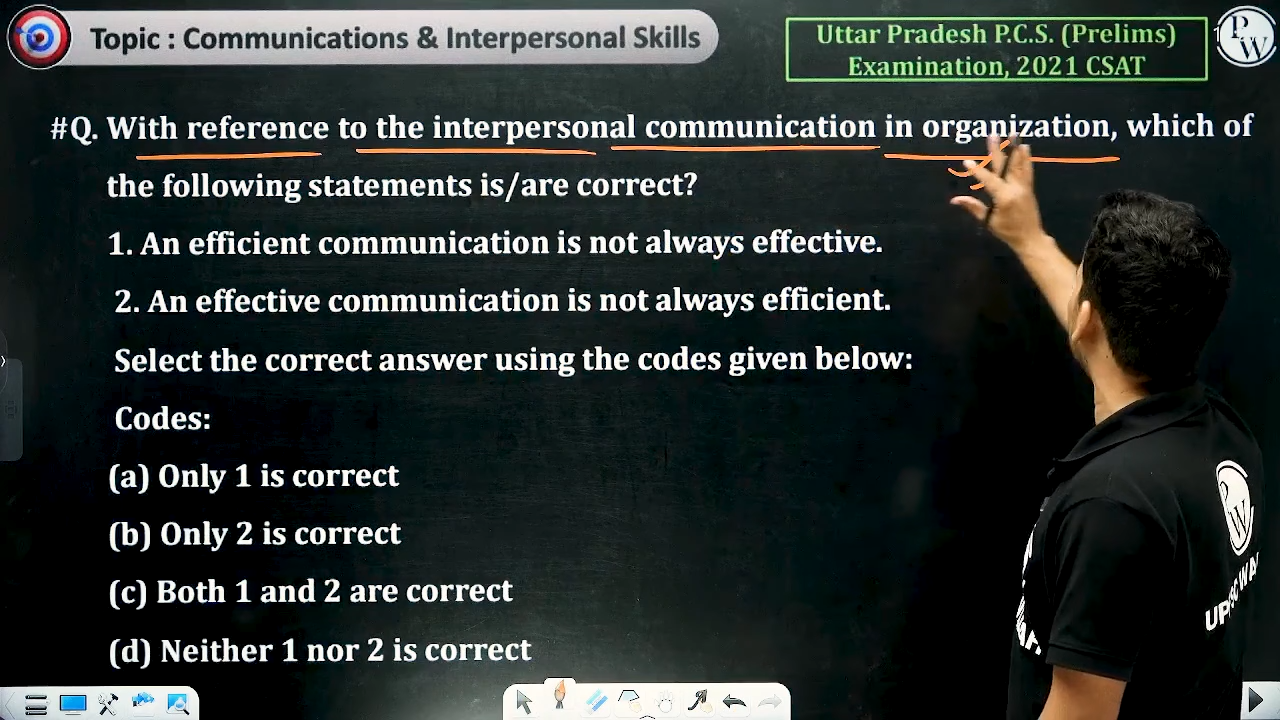 Topic : Communications & Interpersonal Skills
Uttar Pradesh P.C.S. (Prelims)
Examination, 2021 CSAT
PW
#Q. With reference to the interpersonal communication in organization, which of
the following statements is/are correct?
1. An efficient communication is not always effective.
2. An effective communication is not always efficient.
Select the correct answer using the codes given below:
Codes:
(a) Only 1 is correct
(b) Only 2 is correct
(c) Both 1 and 2 are correct
(d) Neither 1 nor 2 is correct
PW